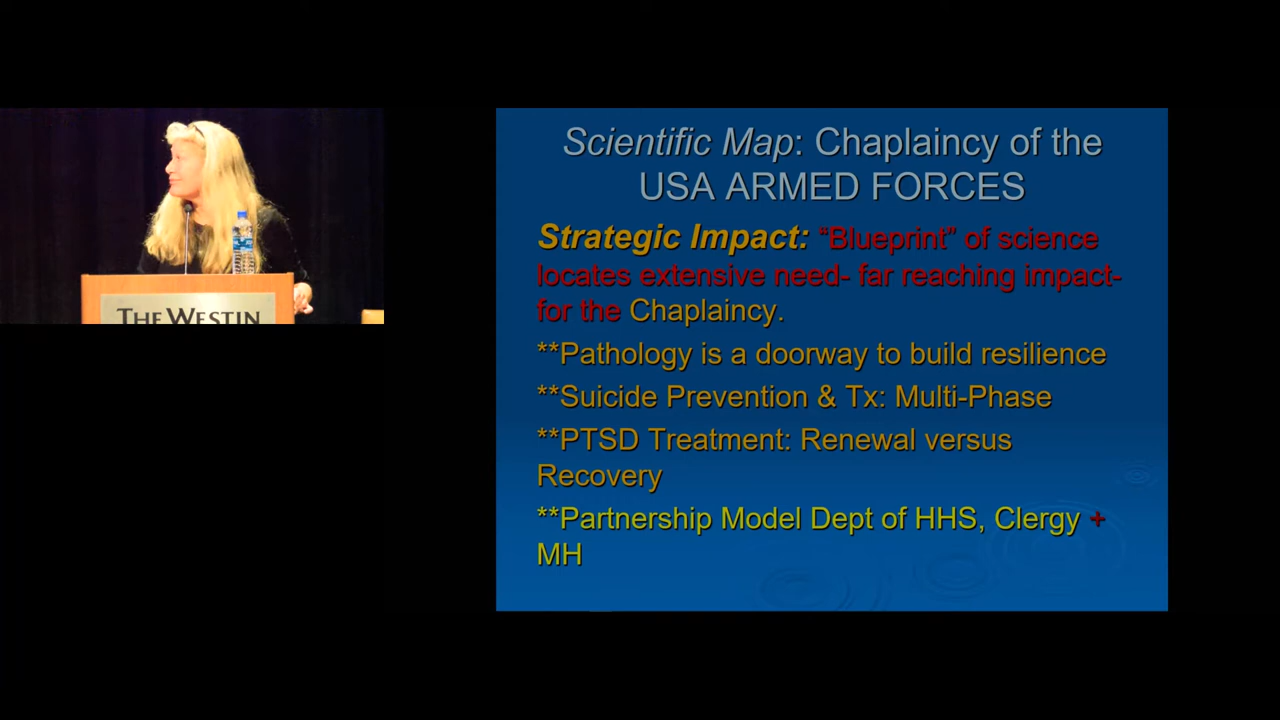 THE WESTIN
Scientific Map: Chaplaincy of the
USA ARMED FORCES
Strategic Impact: “Blueprint” of science
locates extensive need- far reaching impact-
for the Chaplaincy.
**Pathology is a doorway to build resilience
**Suicide Prevention & Tx: Multi-Phase
**PTSD Treatment: Renewal versus
Recovery
**Partnership Model Dept of HHS, Clergy +
MH